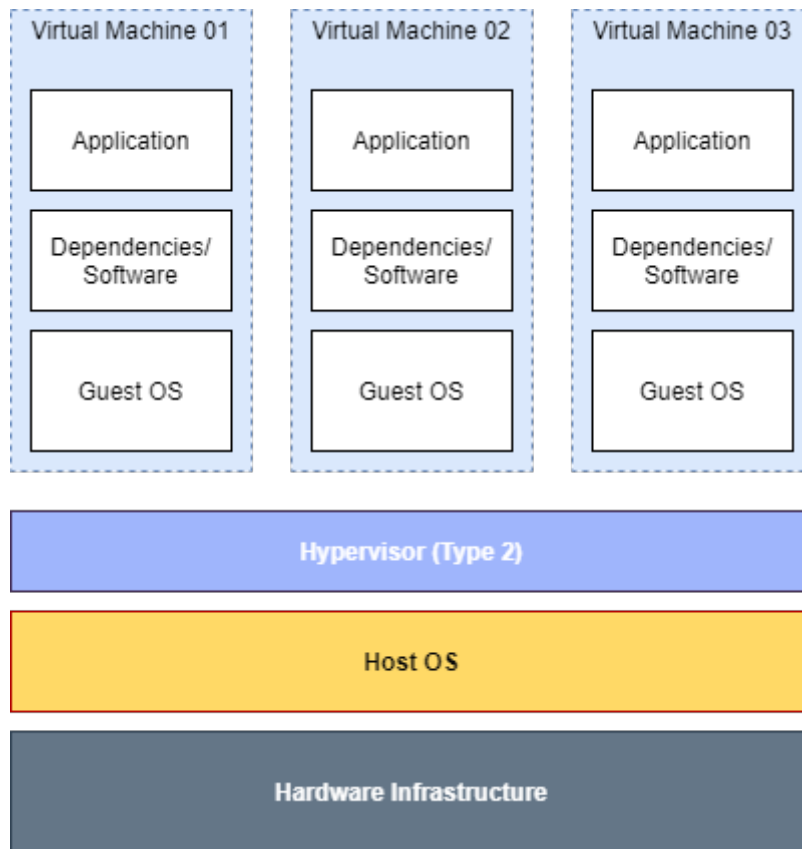 Virtual Machine 01
Virtual Machine 02
Virtual Machine 03
Application
Application
Application
Dependencies/
Software
Dependencies/
Software
Dependencies/
Software
Guest OS
Guest OS
Guest OS
Hypervisor (Type 2)
Host OS
Hardware Infrastructure